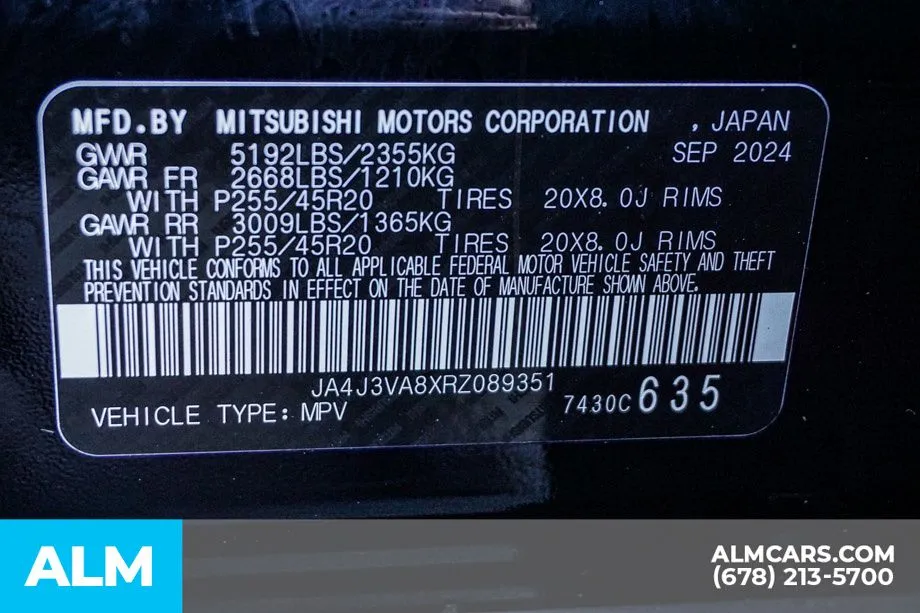 MFD.BY MITSUBISHI MOTORS CORPORATION , JAPAN
GVWR 5192LBS/2355KG SEP 2024
GAWR FR 2668LBS/1210KG
WITH P255/45R20 TIRES 20X8.0J RIMS
GAWR RR 3009LBS/1365KG
WITH P255/45R20 TIRES 20X8.0J RIMS
THIS VEHICLE CONFORMS TO ALL APPLICABLE FEDERAL MOTOR VEHICLE SAFETY AND THEFT
PREVENTION STANDARDS IN EFFECT ON THE DATE OF MANUFACTURE SHOWN ABOVE.
JA4J3VA8XRZ089351
VEHICLE TYPE: MPV 7430C 635
ALM
ALMCARS.COM
(678) 213-5700